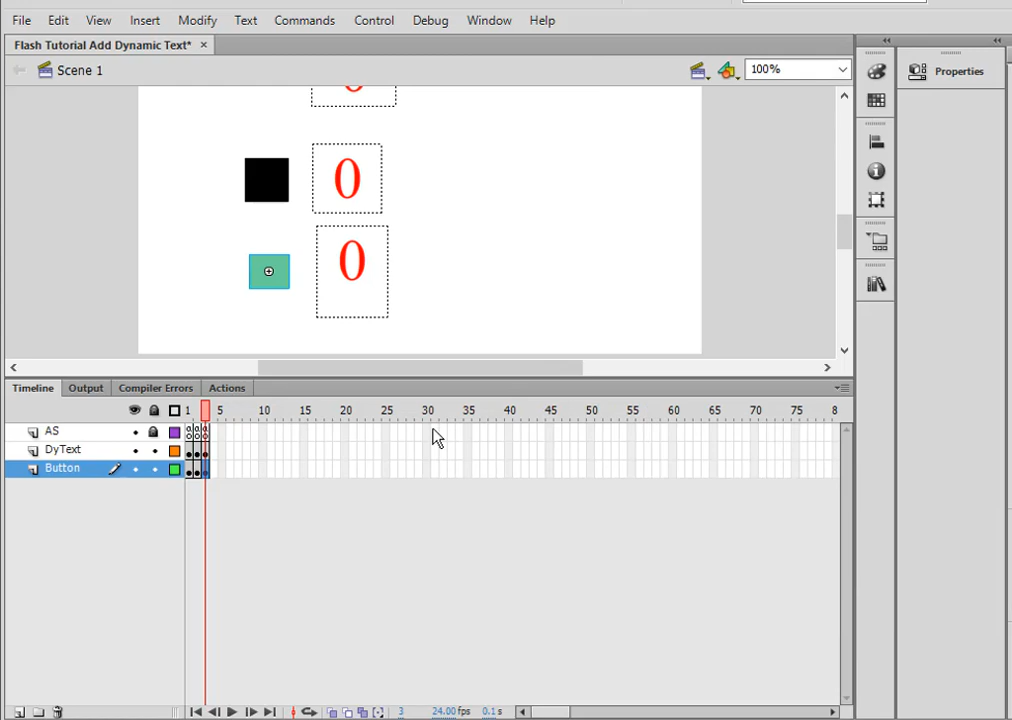 File Edit View Insert Modify Text Commands Control Debug Window Help
Flash Tutorial Add Dynamic Text* ×
Scene 1
100%
Properties
0
0
Timeline Output Compiler Errors Actions
1 5 10 15 20 25 30 35 40 45 50 55 60 65 70 75 8
AS
DyText
Button
3 24.00 fps 0.1 s